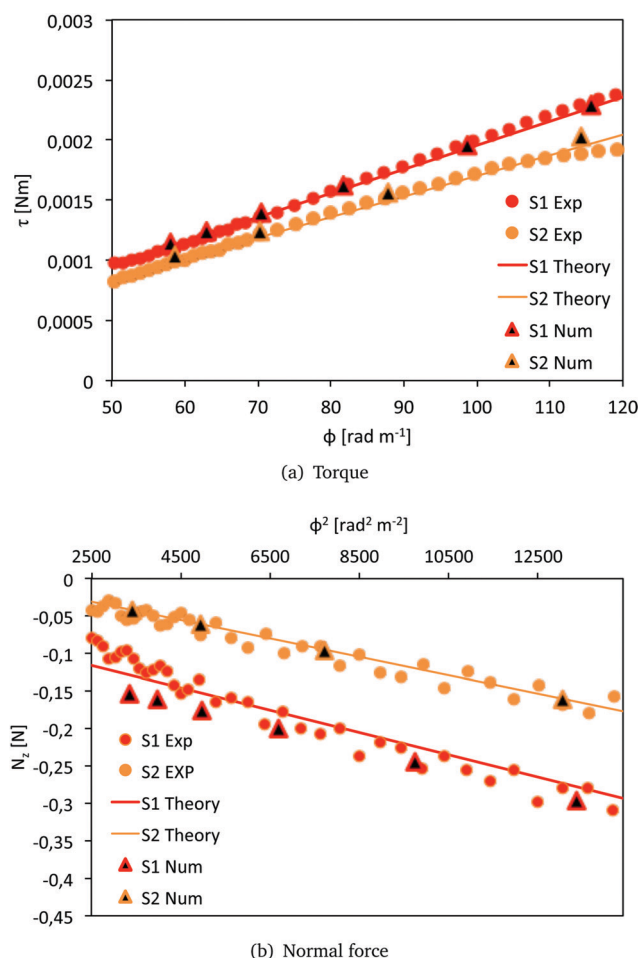 0,003
0,0025
0,002
0,0015
0,001
0,0005
0
τ [Nm]
50 60 70 80 90 100 110 120
ϕ [rad m-1]
S1 Exp
S2 Exp
S1 Theory
S2 Theory
S1 Num
S2 Num
(a) Torque
ϕ2 [rad2 m-2]
2500 4500 6500 8500 10500 12500
0
-0,05
-0,1
-0,15
-0,2
-0,25
-0,3
-0,35
-0,4
-0,45
Nz [N]
S1 Exp
S2 EXP
S1 Theory
S2 Theory
S1 Num
S2 Num
(b) Normal force